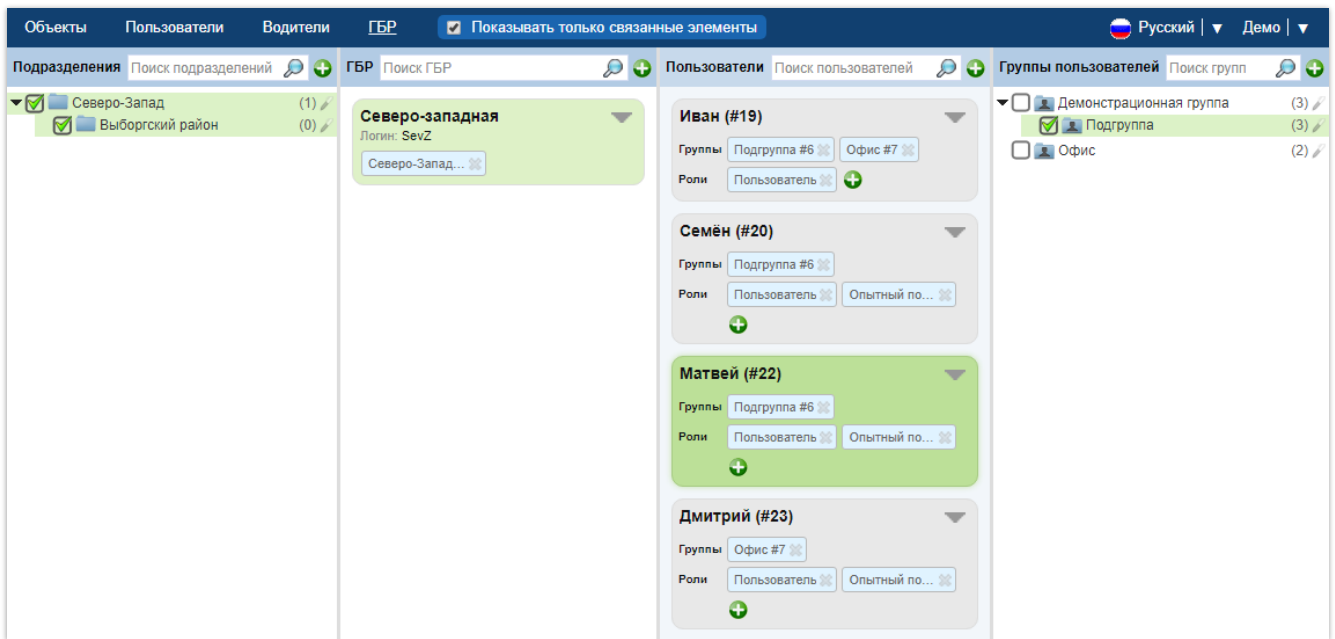 Объекты Пользователи Водители ГБР Показывать только связанные элементы Русский | Демо |
Подразделения Поиск подразделений
Северо-Запад (1)
Выборгский район (0)
ГБР Поиск ГБР
Северо-западная
Логин: SevZ
Северо-Запад...
Пользователи Поиск пользователей
Иван (#19)
Группы Подгруппа #6 Офис #7
Роли Пользователь
Семён (#20)
Группы Подгруппа #6
Роли Пользователь Опытный по...
Матвей (#22)
Группы Подгруппа #6
Роли Пользователь Опытный по...
Дмитрий (#23)
Группы Офис #7
Роли Пользователь Опытный по...
Группы пользователей Поиск групп
Демонстрационная группа (3)
Подгруппа (3)
Офис (2)